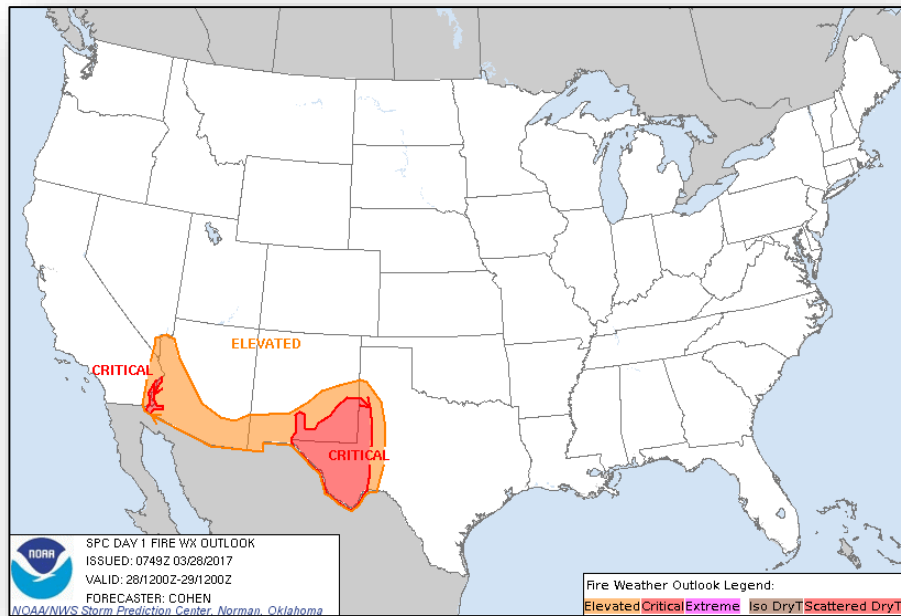 ELEVATED
CRITICAL
CRITICAL
NOAA
SPC DAY 1 FIRE WX OUTLOOK
ISSUED: 0749Z 03/28/2017
VALID: 28/1200Z-29/1200Z
FORECASTER: COHEN
NOAA/NWS Storm Prediction Center, Norman, Oklahoma
Fire Weather Outlook Legend:
Elevated Critical Extreme Iso DryT Scattered DryT